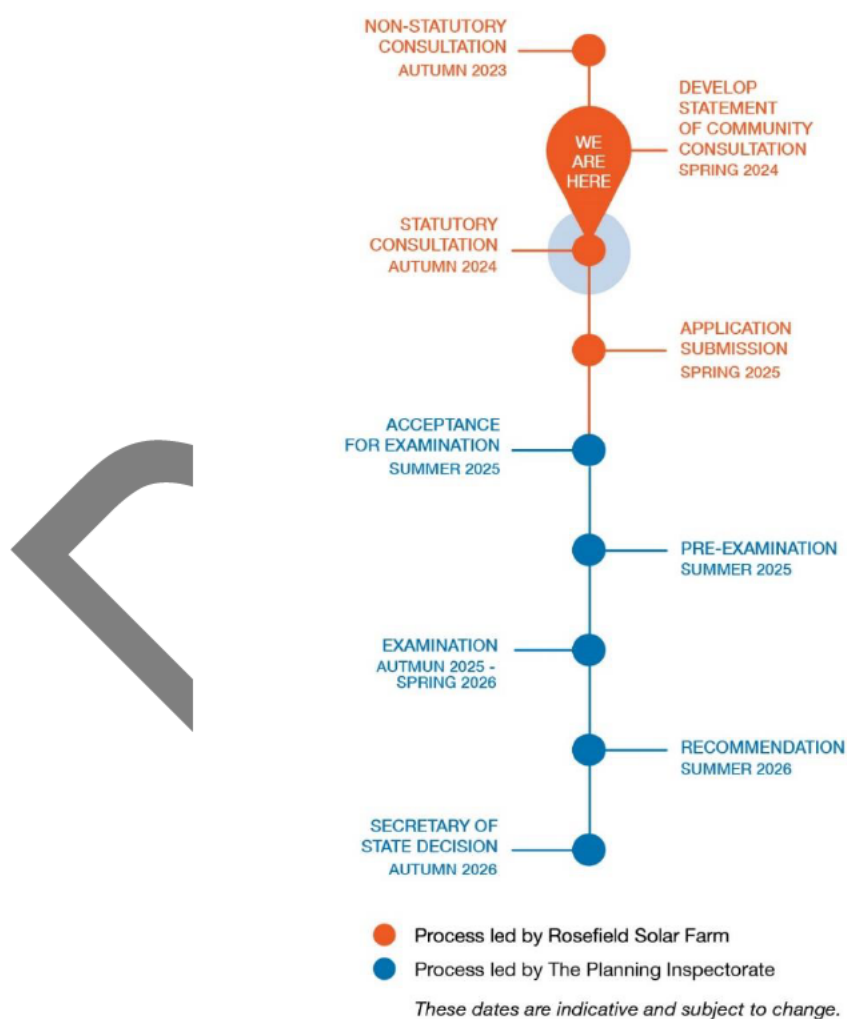 NON-STATUTORY
CONSULTATION
AUTUMN 2023
DEVELOP
STATEMENT
OF COMMUNITY
CONSULTATION
SPRING 2024
WE
ARE
HERE
STATUTORY
CONSULTATION
AUTUMN 2024
APPLICATION
SUBMISSION
SPRING 2025
ACCEPTANCE
FOR EXAMINATION
SUMMER 2025
PRE-EXAMINATION
SUMMER 2025
EXAMINATION
AUTMUN 2025 -
SPRING 2026
RECOMMENDATION
SUMMER 2026
SECRETARY OF
STATE DECISION
AUTUMN 2026
Process led by Rosefield Solar Farm
Process led by The Planning Inspectorate
These dates are indicative and subject to change.